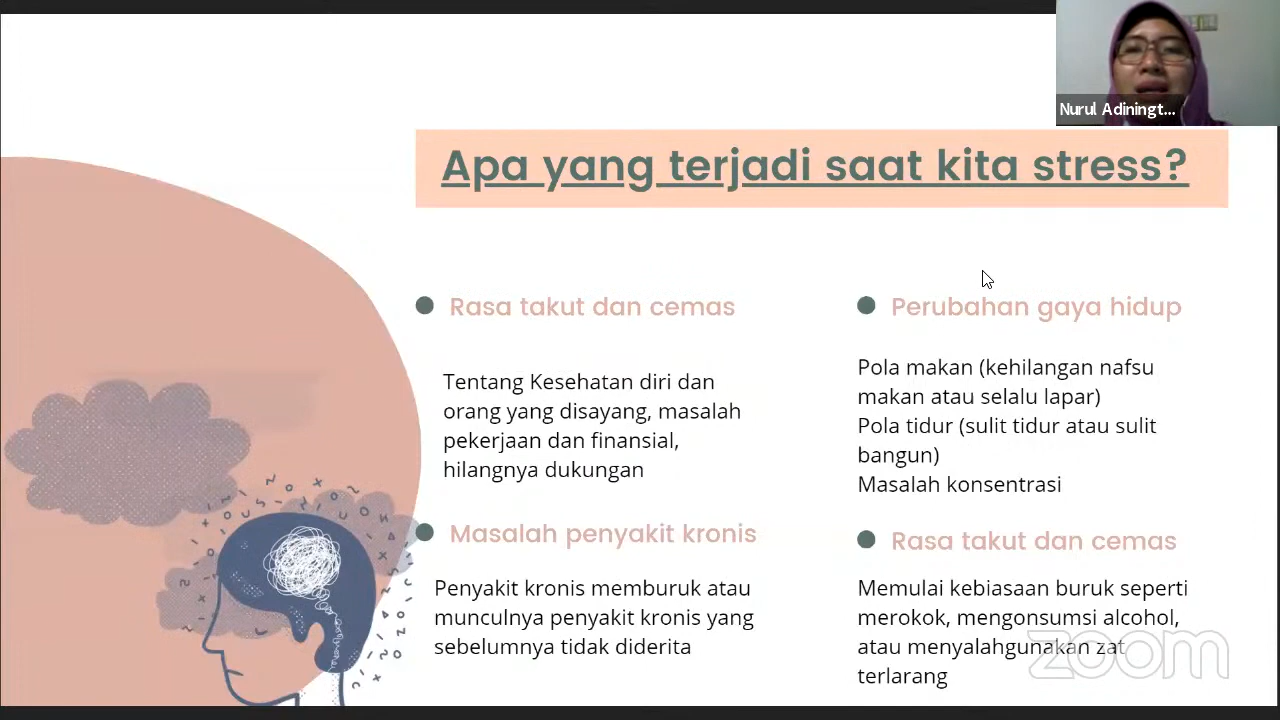 Nurul Adiningt...
Apa yang terjadi saat kita stress?
Rasa takut dan cemas
Tentang Kesehatan diri dan
orang yang disayang, masalah
pekerjaan dan finansial,
hilangnya dukungan
Perubahan gaya hidup
Pola makan (kehilangan nafsu
makan atau selalu lapar)
Pola tidur (sulit tidur atau sulit
bangun)
Masalah konsentrasi
Masalah penyakit kronis
Penyakit kronis memburuk atau
munculnya penyakit kronis yang
sebelumnya tidak diderita
Rasa takut dan cemas
Memulai kebiasaan buruk seperti
merokok, mengonsumsi alcohol,
atau menyalahgunakan zat
terlarang
zoom